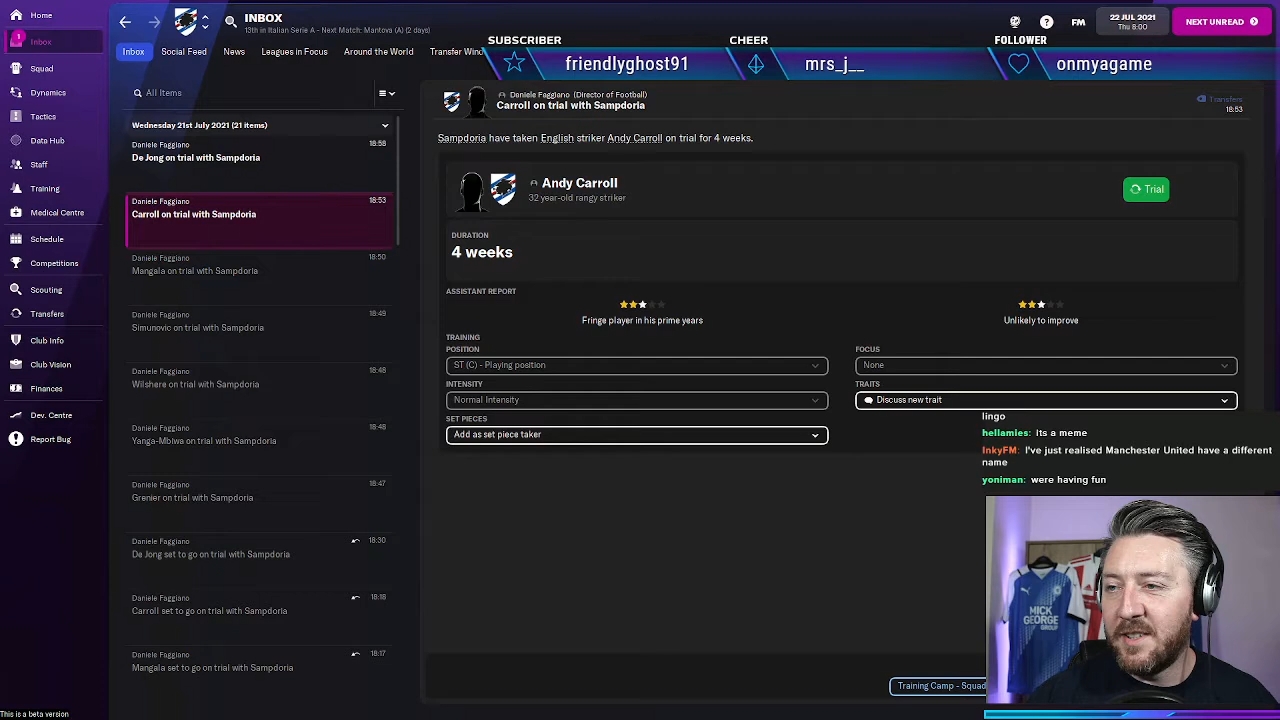 Home
Inbox
1
Squad
Dynamics
Tactics
Data Hub
Staff
Training
Medical Centre
Schedule
Competitions
Scouting
Transfers
Club Info
Club Vision
Finances
Dev. Centre
Report Bug
This is a beta version
INBOX
13th in Italian Serie A - Next Match: Mantova (A) (2 days)
FM
22 JUL 2021
Thu 8:00
NEXT UNREAD
Inbox
Social Feed
News
Leagues in Focus
Around the World
Transfer Wind
SUBSCRIBER
friendlyghost91
CHEER
mrs_j__
FOLLOWER
onmyagame
All Items
Wednesday 21st July 2021 (21 items)
Daniele Faggiano 18:58
De Jong on trial with Sampdoria
Daniele Faggiano 18:53
Carroll on trial with Sampdoria
Daniele Faggiano 18:50
Mangala on trial with Sampdoria
Daniele Faggiano 18:49
Simunovic on trial with Sampdoria
Daniele Faggiano 18:48
Wilshere on trial with Sampdoria
Daniele Faggiano 18:48
Yanga-Mbiwa on trial with Sampdoria
Daniele Faggiano 18:47
Grenier on trial with Sampdoria
Daniele Faggiano 18:30
De Jong set to go on trial with Sampdoria
Daniele Faggiano 18:18
Carroll set to go on trial with Sampdoria
Daniele Faggiano 18:17
Mangala set to go on trial with Sampdoria
Daniele Faggiano (Director of Football)
Carroll on trial with Sampdoria
Transfers
18:53
Sampdoria have taken English striker Andy Carroll on trial for 4 weeks.
Andy Carroll
32 year-old rangy striker
Trial
DURATION
4 weeks
ASSISTANT REPORT
Fringe player in his prime years
Unlikely to improve
TRAINING
POSITION
ST (C) - Playing position
FOCUS
None
INTENSITY
Normal Intensity
TRAITS
Discuss new trait
SET PIECES
Add as set piece taker
lingo
hellamies: Its a meme
InkyFM: I've just realised Manchester United have a different
name
yoniman: were having fun
Training Camp - Squad
MICK
GEORGE
GROUP